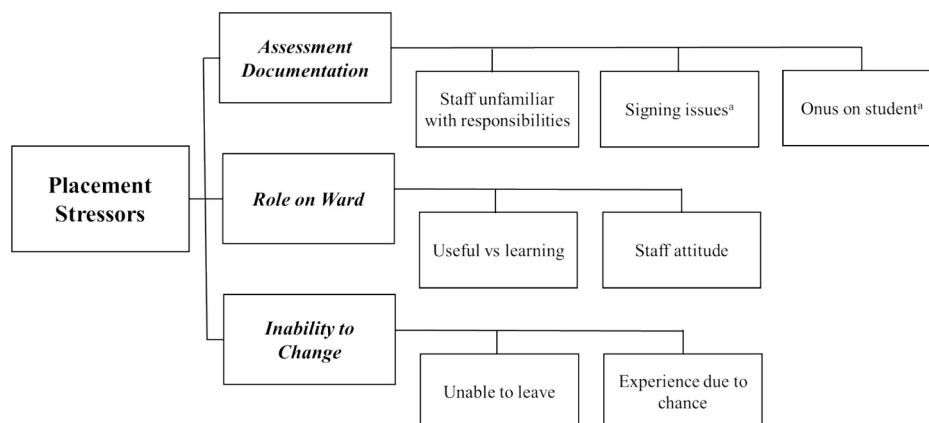 Assessment
Documentation
Staff unfamiliar
with responsibilities
Signing issuesᵃ
Onus on studentᵃ
Placement
Stressors
Role on Ward
Useful vs learning
Staff attitude
Inability to
Change
Unable to leave
Experience due to
chance